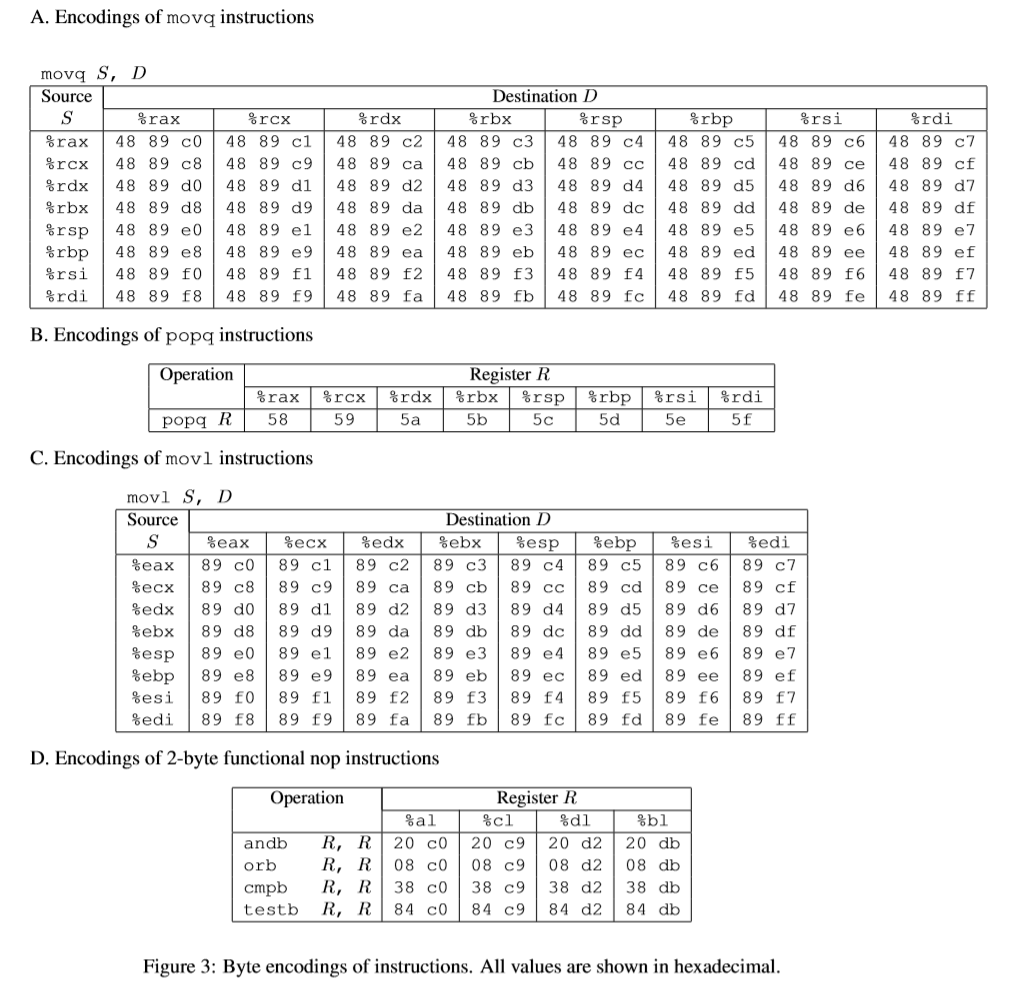 A. Encodings of movq instructions
movq S, D
Source Destination D
S %rax %rcx %rdx %rbx %rsp %rbp %rsi %rdi
%rax 48 89 c0 48 89 c1 48 89 c2 48 89 c3 48 89 c4 48 89 c5 48 89 c6 48 89 c7
%rcx 48 89 c8 48 89 c9 48 89 ca 48 89 cb 48 89 cc 48 89 cd 48 89 ce 48 89 cf
%rdx 48 89 d0 48 89 d1 48 89 d2 48 89 d3 48 89 d4 48 89 d5 48 89 d6 48 89 d7
%rbx 48 89 d8 48 89 d9 48 89 da 48 89 db 48 89 dc 48 89 dd 48 89 de 48 89 df
%rsp 48 89 e0 48 89 e1 48 89 e2 48 89 e3 48 89 e4 48 89 e5 48 89 e6 48 89 e7
%rbp 48 89 e8 48 89 e9 48 89 ea 48 89 eb 48 89 ec 48 89 ed 48 89 ee 48 89 ef
%rsi 48 89 f0 48 89 f1 48 89 f2 48 89 f3 48 89 f4 48 89 f5 48 89 f6 48 89 f7
%rdi 48 89 f8 48 89 f9 48 89 fa 48 89 fb 48 89 fc 48 89 fd 48 89 fe 48 89 ff
B. Encodings of popq instructions
Operation Register R
%rax %rcx %rdx %rbx %rsp %rbp %rsi %rdi
popq R 58 59 5a 5b 5c 5d 5e 5f
C. Encodings of movl instructions
movl S, D
Source Destination D
S %eax %ecx %edx %ebx %esp %ebp %esi %edi
%eax 89 c0 89 c1 89 c2 89 c3 89 c4 89 c5 89 c6 89 c7
%ecx 89 c8 89 c9 89 ca 89 cb 89 cc 89 cd 89 ce 89 cf
%edx 89 d0 89 d1 89 d2 89 d3 89 d4 89 d5 89 d6 89 d7
%ebx 89 d8 89 d9 89 da 89 db 89 dc 89 dd 89 de 89 df
%esp 89 e0 89 e1 89 e2 89 e3 89 e4 89 e5 89 e6 89 e7
%ebp 89 e8 89 e9 89 ea 89 eb 89 ec 89 ed 89 ee 89 ef
%esi 89 f0 89 f1 89 f2 89 f3 89 f4 89 f5 89 f6 89 f7
%edi 89 f8 89 f9 89 fa 89 fb 89 fc 89 fd 89 fe 89 ff
D. Encodings of 2-byte functional nop instructions
Operation Register R
%al %cl %dl %bl
andb R, R 20 c0 20 c9 20 d2 20 db
orb R, R 08 c0 08 c9 08 d2 08 db
cmpb R, R 38 c0 38 c9 38 d2 38 db
testb R, R 84 c0 84 c9 84 d2 84 db
Figure 3: Byte encodings of instructions. All values are shown in hexadecimal.